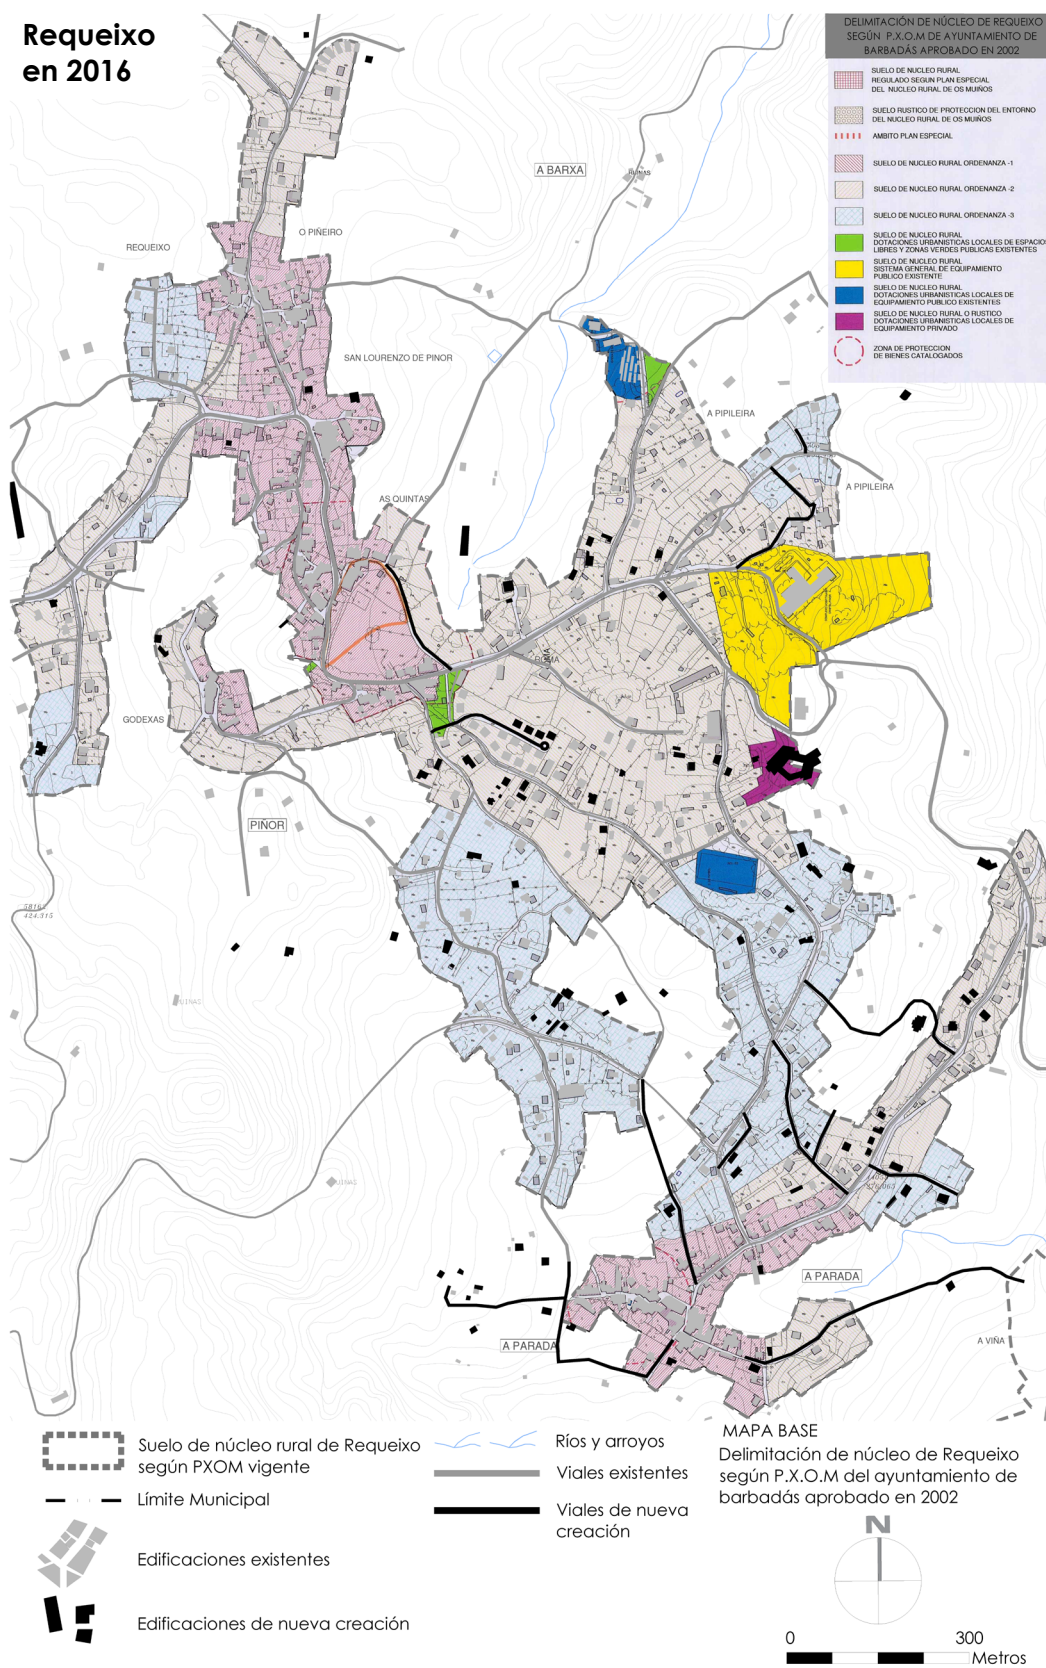 Requeixo
en 2016
DELIMITACIÓN DE NÚCLEO DE REQUEIXO
SEGÚN P.X.O.M DE AYUNTAMIENTO DE
BARBADÁS APROBADO EN 2002
SUELO DE NUCLEO RURAL
REGULADO SEGUN PLAN ESPECIAL
DEL NUCLEO RURAL DE OS MUIÑOS
SUELO RUSTICO DE PROTECCION DEL ENTORNO
DEL NUCLEO RURAL DE OS MUIÑOS
AMBITO PLAN ESPECIAL
SUELO DE NUCLEO RURAL ORDENANZA -1
SUELO DE NUCLEO RURAL ORDENANZA -2
SUELO DE NUCLEO RURAL ORDENANZA -3
SUELO DE NUCLEO RURAL
DOTACIONES URBANISTICAS LOCALES DE ESPACIOS
LIBRES Y ZONAS VERDES PUBLICAS EXISTENTES
SUELO DE NUCLEO RURAL
SISTEMA GENERAL DE EQUIPAMIENTO
PUBLICO EXISTENTE
SUELO DE NUCLEO RURAL
DOTACIONES URBANISTICAS LOCALES DE
EQUIPAMIENTO PUBLICO EXISTENTES
SUELO DE NUCLEO RURAL O RUSTICO
DOTACIONES URBANISTICAS LOCALES DE
EQUIPAMIENTO PRIVADO
ZONA DE PROTECCION
DE BIENES CATALOGADOS
A BARXA
RUINAS
O PIÑEIRO
REQUEIXO
SAN LOURENZO DE PINOR
A PIPILEIRA
A PIPILEIRA
AS QUINTAS
ROMA
GODEXAS
PIÑOR
424.315
UINAS
UINAS
A PARADA
A PARADA
A VIÑA
Suelo de núcleo rural de Requeixo
según PXOM vigente
Límite Municipal
Edificaciones existentes
Edificaciones de nueva creación
Ríos y arroyos
Viales existentes
Viales de nueva
creación
MAPA BASE
Delimitación de núcleo de Requeixo
según P.X.O.M del ayuntamiento de
barbadás aprobado en 2002
N
0 300
Metros